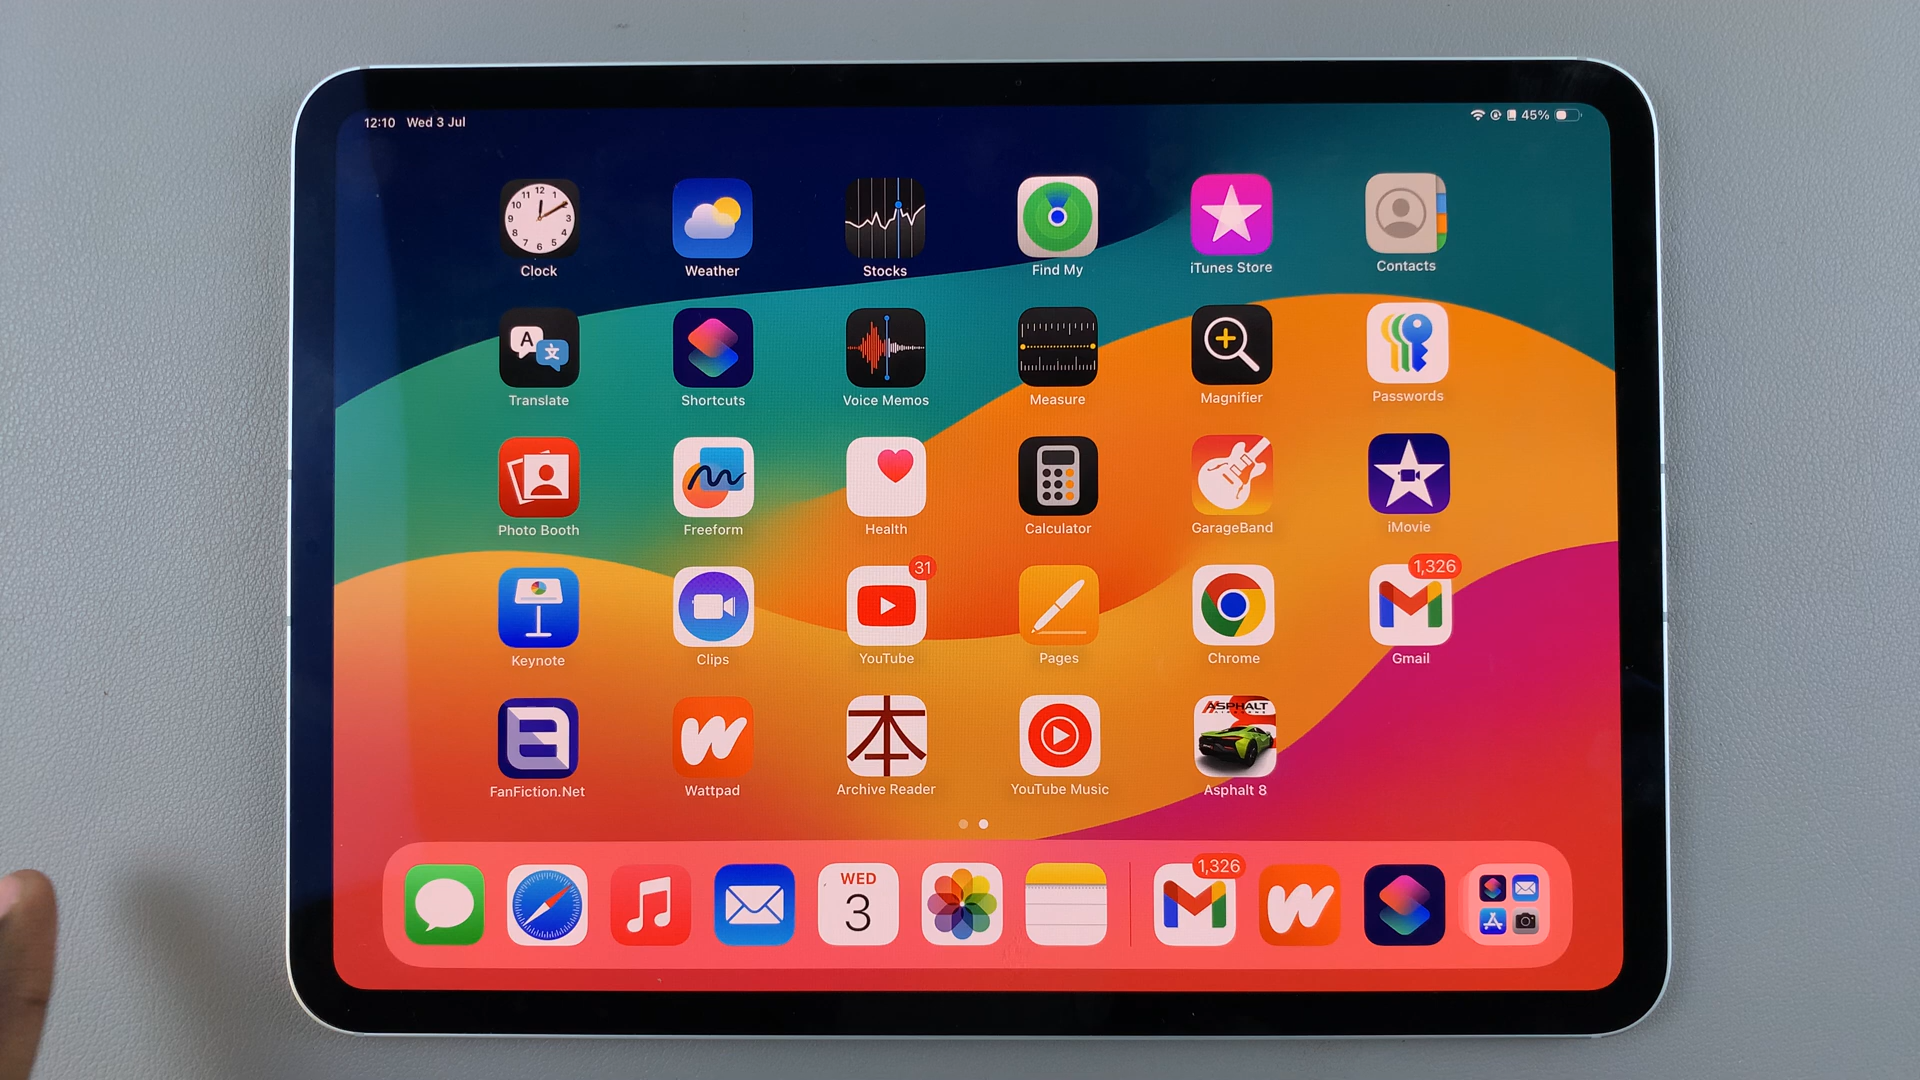 12:10 Wed 3 Jul
45%
Clock
Weather
Stocks
Find My
iTunes Store
Contacts
Translate
Shortcuts
Voice Memos
Measure
Magnifier
Passwords
Photo Booth
Freeform
Health
Calculator
GarageBand
iMovie
31
1,326
Keynote
Clips
YouTube
Pages
Chrome
Gmail
ASPHALT
本
FanFiction.Net
Wattpad
Archive Reader
YouTube Music
Asphalt 8
WED
3
1,326